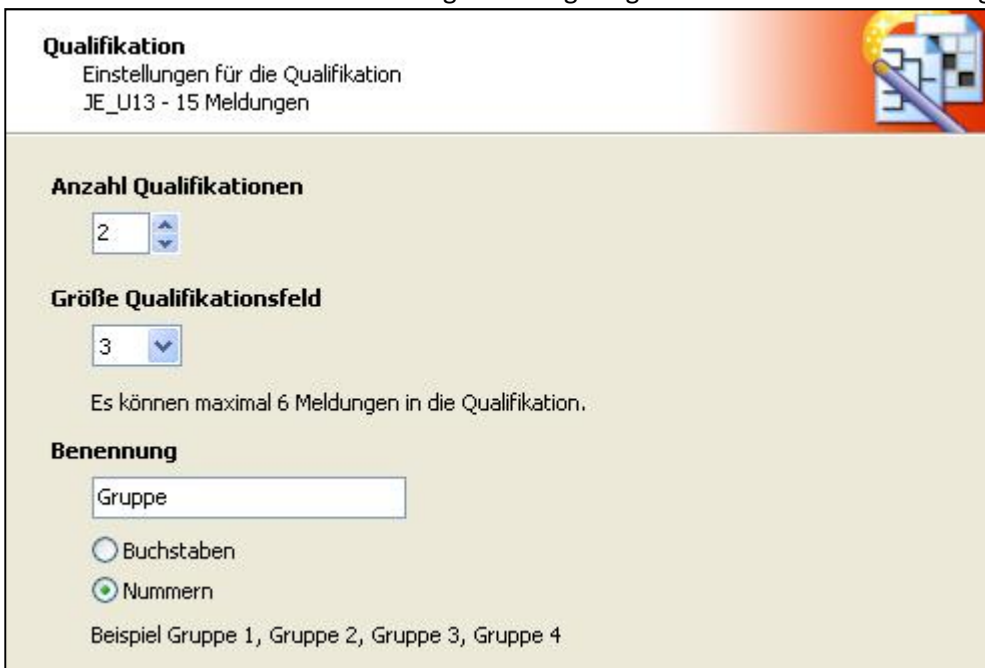 Qualifikation
Einstellungen für die Qualifikation
JE_U13 - 15 Meldungen
Anzahl Qualifikationen
2
Größe Qualifikationsfeld
3
Es können maximal 6 Meldungen in die Qualifikation.
Benennung
Gruppe
Buchstaben
Nummern
Beispiel Gruppe 1, Gruppe 2, Gruppe 3, Gruppe 4